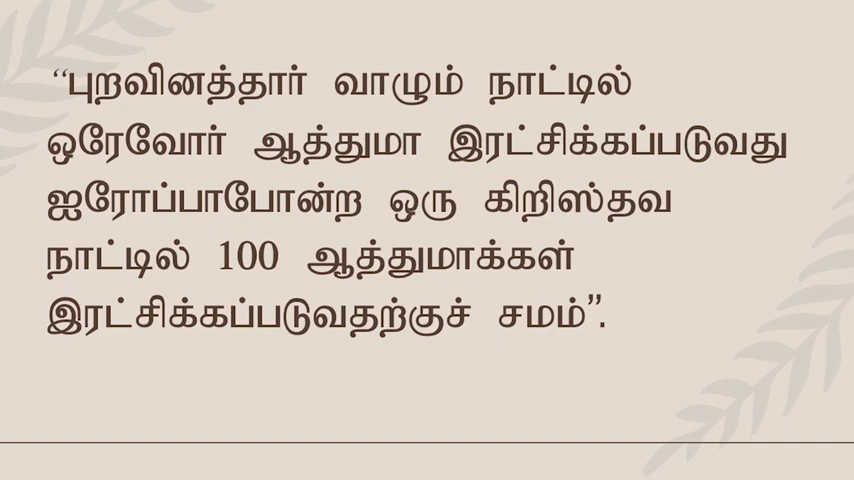 “புறவினத்தார் வாழும் நாட்டில்
ஒரேவோர் ஆத்துமா இரட்சிக்கப்படுவது
ஐரோப்பாபோன்ற ஒரு கிறிஸ்தவ
நாட்டில் 100 ஆத்துமாக்கள்
இரட்சிக்கப்படுவதற்குச் சமம்”.